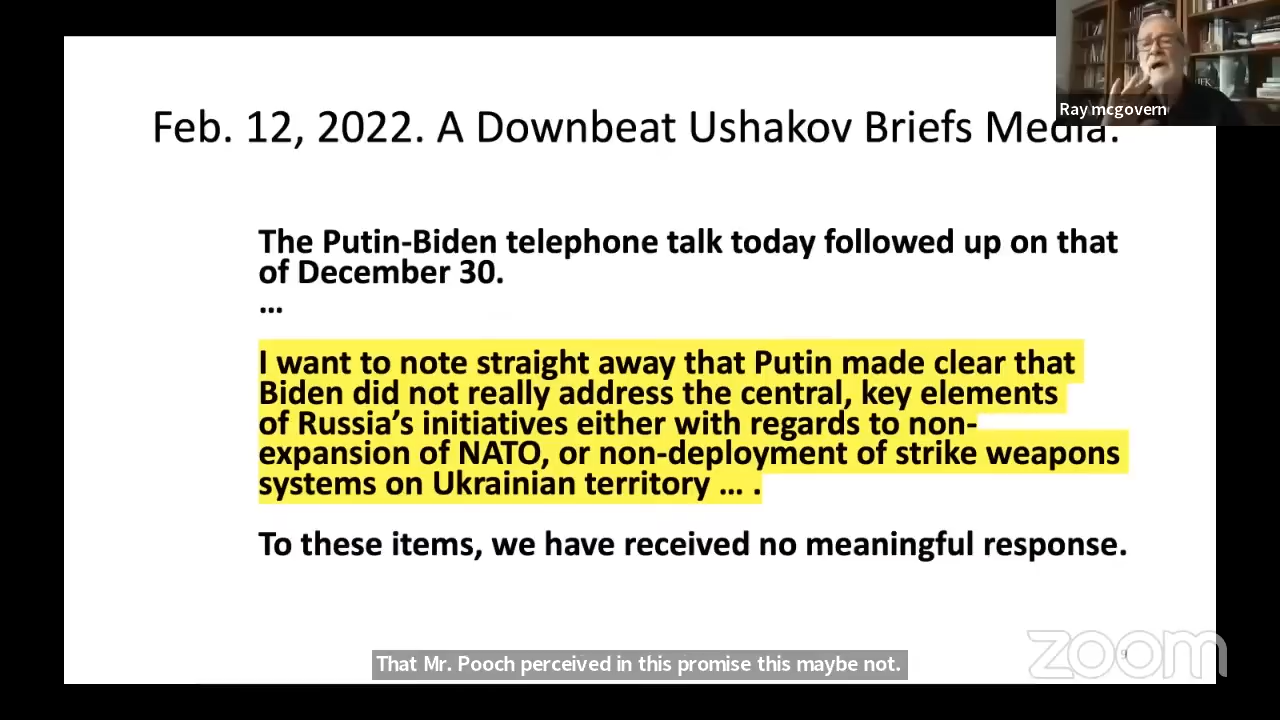 Ray mcgovern
Feb. 12, 2022. A Downbeat Ushakov Briefs Media.
The Putin-Biden telephone talk today followed up on that
of December 30.
…
I want to note straight away that Putin made clear that
Biden did not really address the central, key elements
of Russia’s initiatives either with regards to non-
expansion of NATO, or non-deployment of strike weapons
systems on Ukrainian territory … .
To these items, we have received no meaningful response.
That Mr. Pooch perceived in this promise this maybe not.
zoom
9